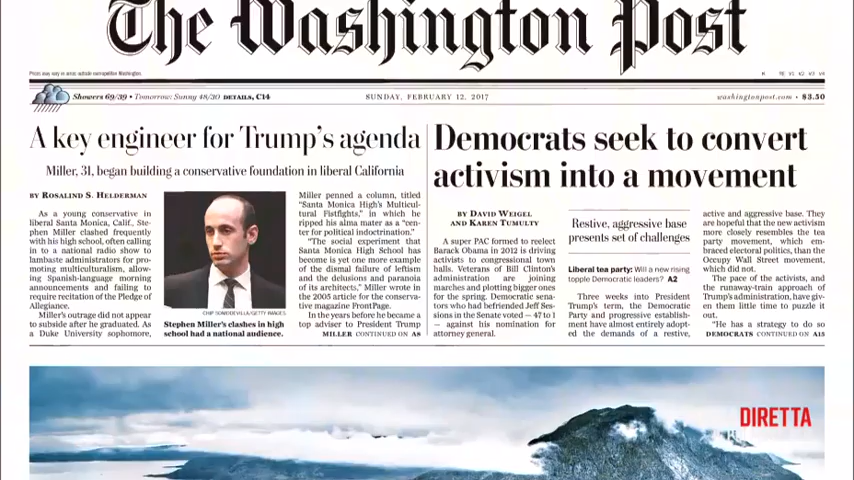 The Washington Post
Prices may vary in areas outside metropolitan Washington.
Showers 69/39 • Tomorrow: Sunny 48/30 DETAILS, C14
SUNDAY, FEBRUARY 12, 2017
washingtonpost.com • $3.50
A key engineer for Trump's agenda
Miller, 31, began building a conservative foundation in liberal California
BY ROSALIND S. HELDERMAN
As a young conservative in
liberal Santa Monica, Calif., Ste-
phen Miller clashed frequently
with his high school, often calling
in to a national radio show to
lambaste administrators for pro-
moting multiculturalism, allow-
ing Spanish-language morning
announcements and failing to
require recitation of the Pledge of
Allegiance.
Miller's outrage did not appear
to subside after he graduated. As
a Duke University sophomore,
CHIP SOMODEVILLA/GETTY IMAGES
Stephen Miller's clashes in high
school had a national audience.
Miller penned a column, titled
"Santa Monica High's Multicul-
tural Fistfights," in which he
ripped his alma mater as a "cen-
ter for political indoctrination."
"The social experiment that
Santa Monica High School has
become is yet one more example
of the dismal failure of leftism
and the delusions and paranoia
of its architects," Miller wrote in
the 2005 article for the conserva-
tive magazine FrontPage.
In the years before he became a
top adviser to President Trump
MILLER CONTINUED ON A8
Democrats seek to convert
activism into a movement
BY DAVID WEIGEL
AND KAREN TUMULTY
A super PAC formed to reelect
Barack Obama in 2012 is driving
activists to congressional town
halls. Veterans of Bill Clinton's
administration are joining
marches and plotting bigger ones
for the spring. Democratic sena-
tors who had befriended Jeff Ses-
sions in the Senate voted — 47 to 1
— against his nomination for
attorney general.
Restive, aggressive base
presents set of challenges
Liberal tea party: Will a new rising
topple Democratic leaders? A2
Three weeks into President
Trump's term, the Democratic
Party and progressive establish-
ment have almost entirely adopt-
ed the demands of a restive,
active and aggressive base. They
are hopeful that the new activism
more closely resembles the tea
party movement, which em-
braced electoral politics, than the
Occupy Wall Street movement,
which did not.
The pace of the activists, and
the runaway-train approach of
Trump's administration, have giv-
en them little time to puzzle it
out.
"He has a strategy to do so
DEMOCRATS CONTINUED ON A15
DIRETTA